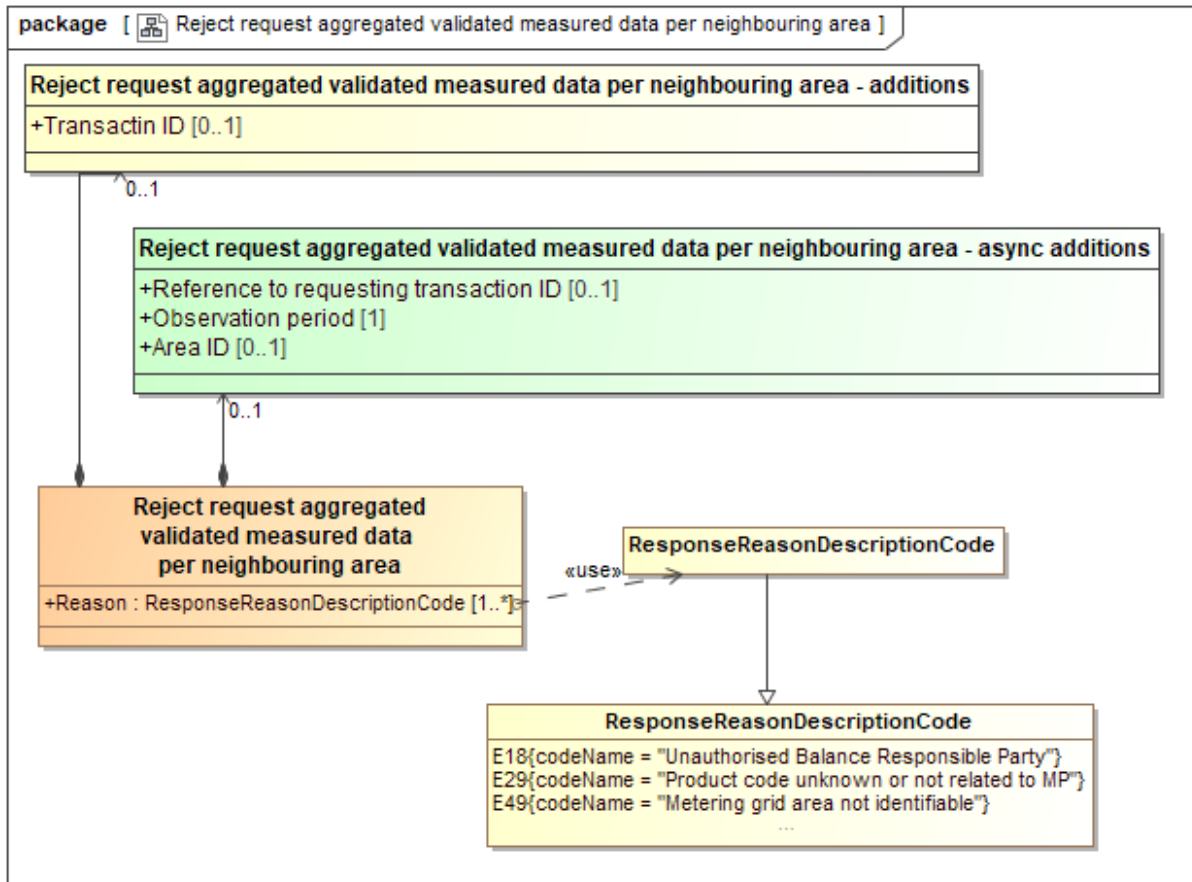 package [ Reject request aggregated validated measured data per neighbouring area ]
Reject request aggregated validated measured data per neighbouring area - additions
+Transactin ID [0..1]
0..1
Reject request aggregated validated measured data per neighbouring area - async additions
+Reference to requesting transaction ID [0..1]
+Observation period [1]
+Area ID [0..1]
0..1
Reject request aggregated
validated measured data
per neighbouring area
+Reason : ResponseReasonDescriptionCode [1..*]
«use»
ResponseReasonDescriptionCode
ResponseReasonDescriptionCode
E18{codeName = "Unauthorised Balance Responsible Party"}
E29{codeName = "Product code unknown or not related to MP"}
E49{codeName = "Metering grid area not identifiable"}
...